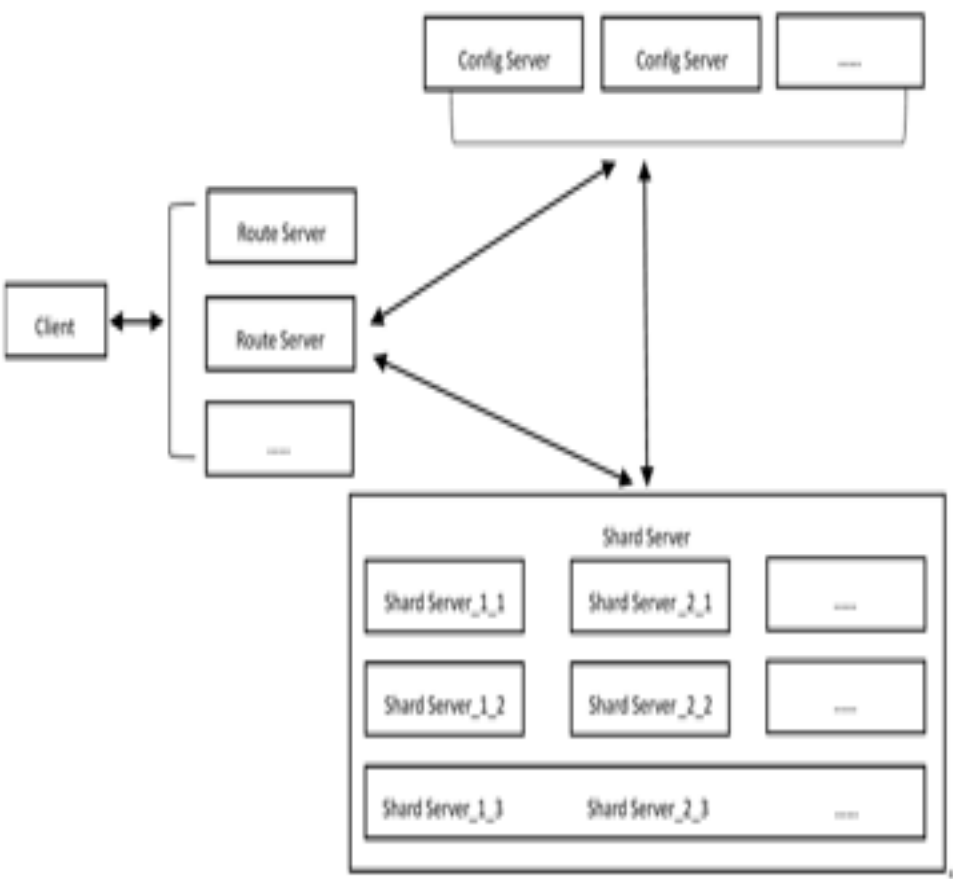 Config Server
Config Server
......
Route Server
Client
Route Server
......
Shard Server
Shard Server_1_1
Shard Server_2_1
......
Shard Server_1_2
Shard Server_2_2
......
Shard Server_1_3
Shard Server_2_3
......